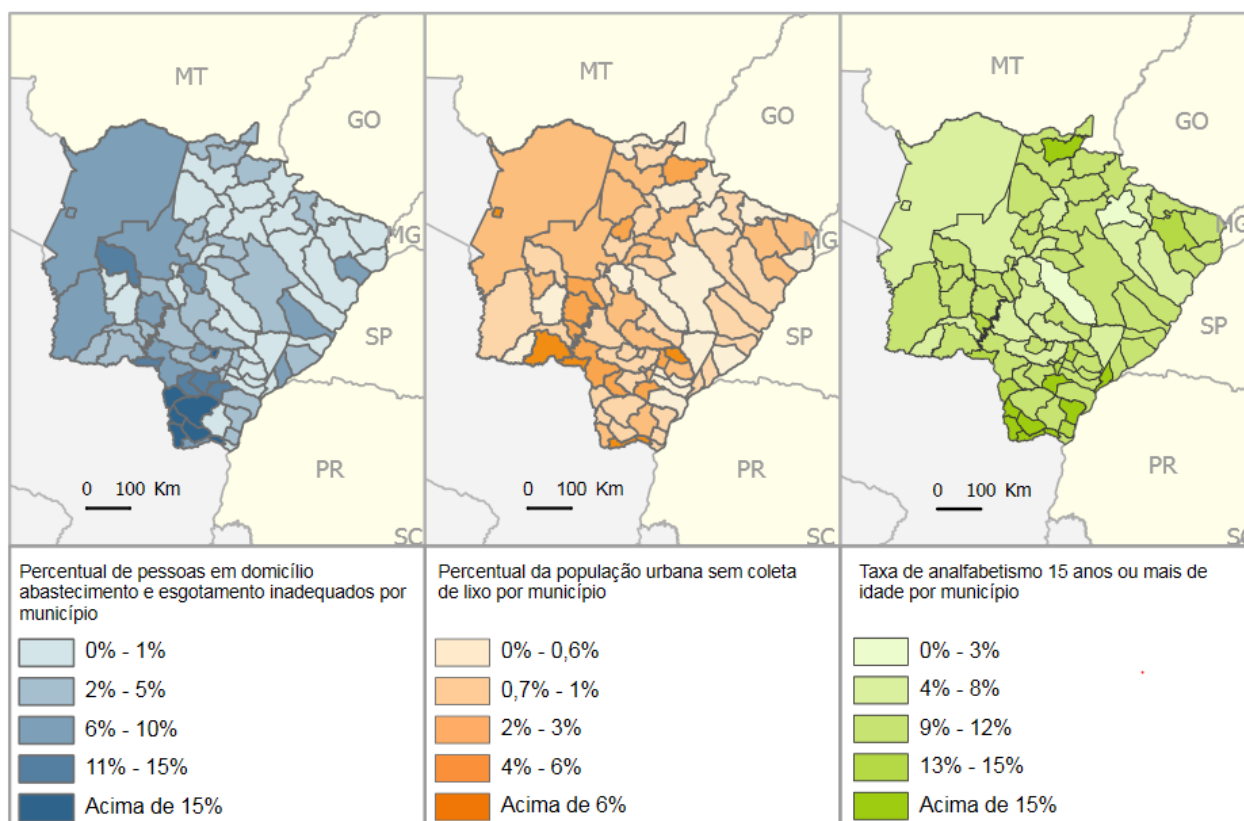 MT
GO
MG
SP
PR
SC
0 100 Km
MT
GO
MG
SP
PR
SC
0 100 Km
MT
GO
MG
SP
PR
SC
0 100 Km
Percentual de pessoas em domicílio
abastecimento e esgotamento inadequados por
município
0% - 1%
2% - 5%
6% - 10%
11% - 15%
Acima de 15%
Percentual da população urbana sem coleta
de lixo por município
0% - 0,6%
0,7% - 1%
2% - 3%
4% - 6%
Acima de 6%
Taxa de analfabetismo 15 anos ou mais de
idade por município
0% - 3%
4% - 8%
9% - 12%
13% - 15%
Acima de 15%